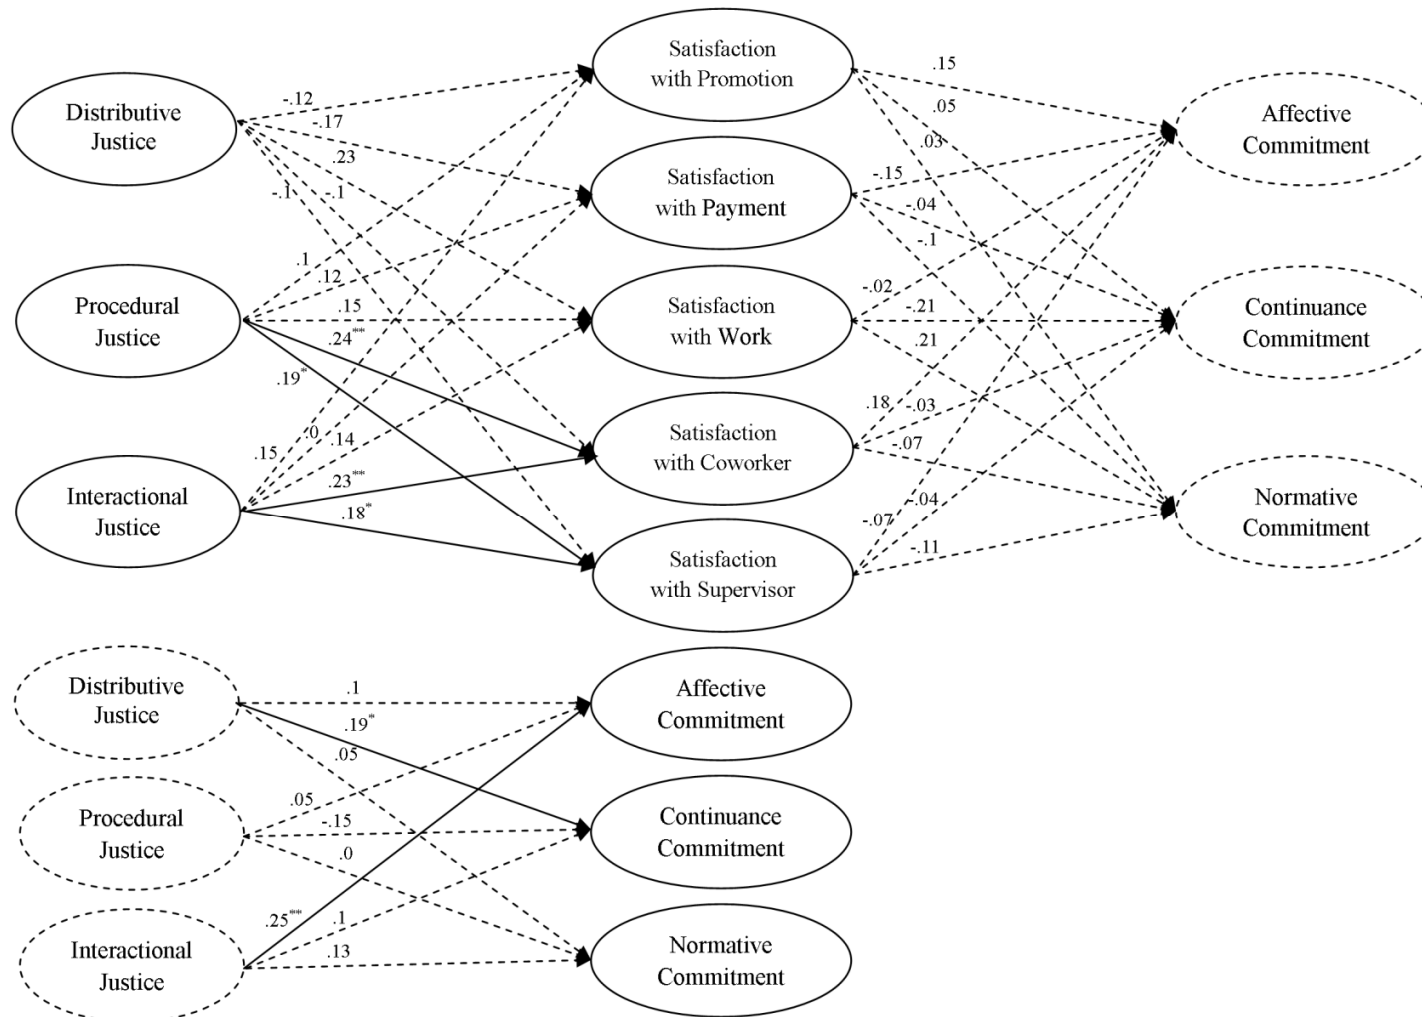 Satisfaction
with Promotion
Distributive
Justice
-.12
-.17
.23
-.1
-.1
.15
.05
.03
Affective
Commitment
Satisfaction
with Payment
-.15
-.04
-.1
Procedural
Justice
.1
.12
.15
.24**
.19*
Satisfaction
with Work
-.02
-.21
.21
Continuance
Commitment
Interactional
Justice
.15
.0
.14
.23**
.18*
Satisfaction
with Coworker
.18
-.03
-.07
Normative
Commitment
Satisfaction
with Supervisor
-.07
-.04
-.11
Distributive
Justice
.1
.19*
.05
Affective
Commitment
Procedural
Justice
.05
-.15
.0
Continuance
Commitment
Interactional
Justice
.25**
.1
.13
Normative
Commitment